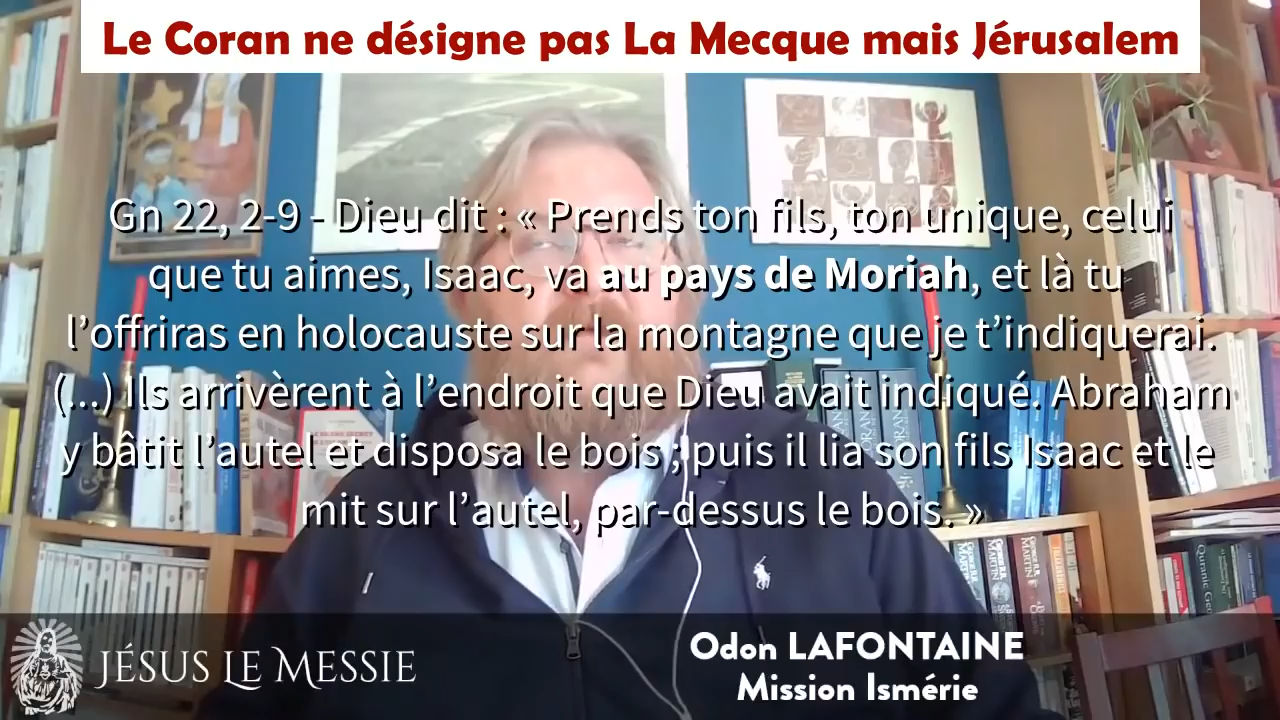 Le Coran ne désigne pas La Mecque mais Jérusalem
Gn 22, 2-9 - Dieu dit : « Prends ton fils, ton unique, celui
que tu aimes, Isaac, va au pays de Moriah, et là tu
l’offriras en holocauste sur la montagne que je t’indiquerai.
(...) Ils arrivèrent à l’endroit que Dieu avait indiqué. Abraham
y bâtit l’autel et disposa le bois ; puis il lia son fils Isaac et le
mit sur l’autel, par-dessus le bois. »
JÉSUS LE MESSIE
Odon LAFONTAINE
Mission Ismérie